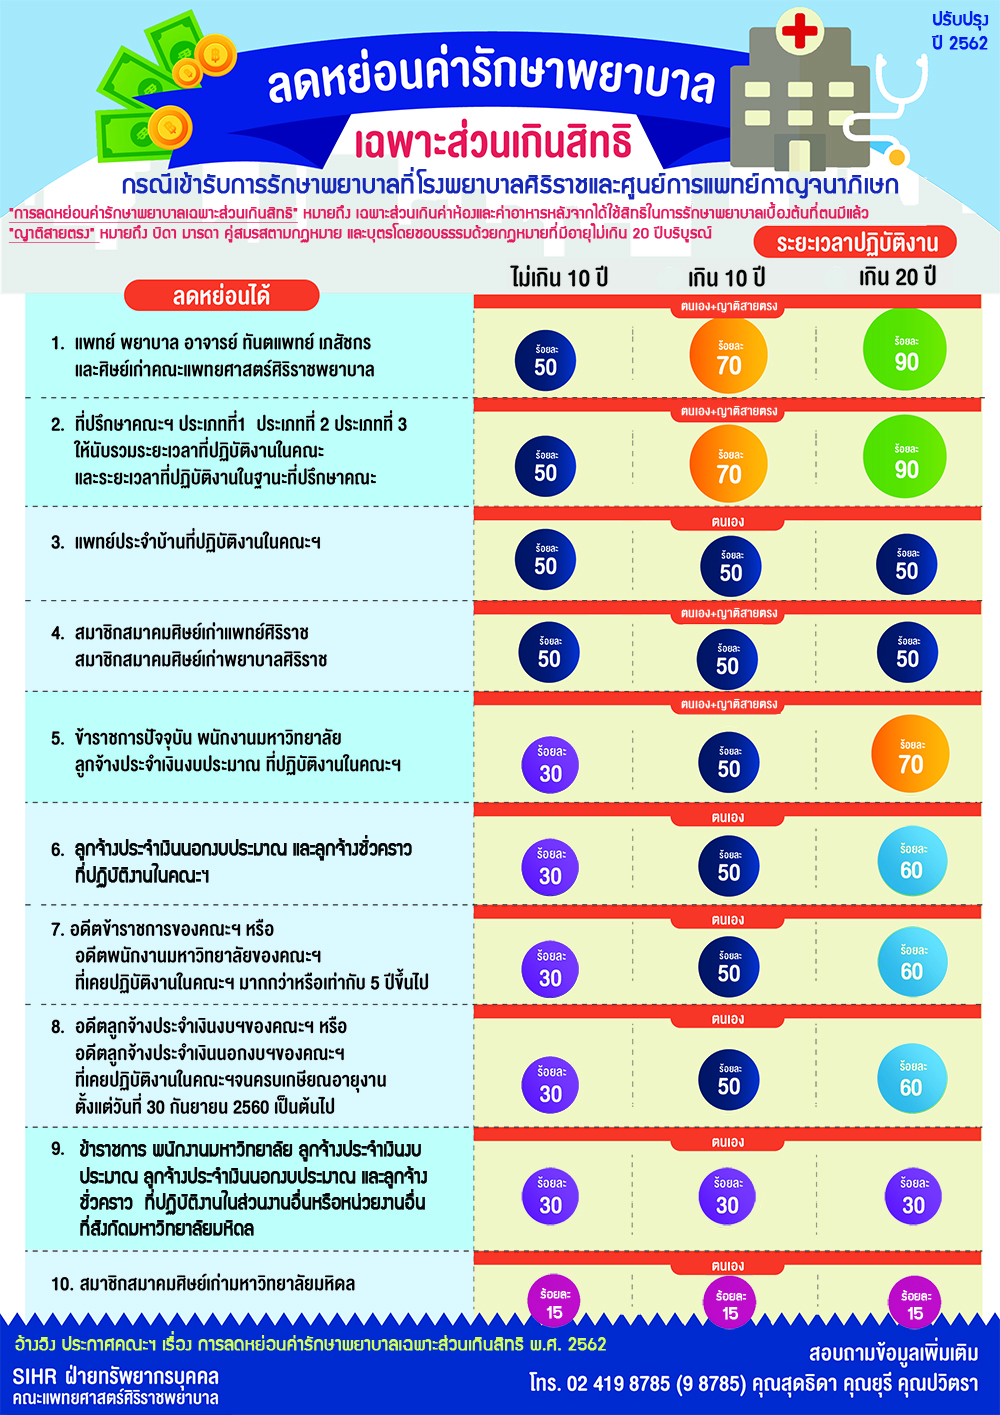 ปรับปรุง
ปี 2562
ลดหย่อนค่ารักษาพยาบาล
เฉพาะส่วนเกินสิทธิ
กรณีเข้ารับการรักษาพยาบาลที่โรงพยาบาลศิริราชและศูนย์การแพทย์กาญจนาภิเษก
"การลดหย่อนค่ารักษาพยาบาลเฉพาะส่วนเกินสิทธิ" หมายถึง เฉพาะส่วนเกินค่าห้องและค่าอาหารหลังจากได้ใช้สิทธิในการรักษาพยาบาลเบื้องต้นที่ตนมีแล้ว
"ญาติสายตรง" หมายถึง บิดา มารดา คู่สมรสตามกฎหมาย และบุตรโดยชอบธรรมด้วยกฎหมายที่มีอายุไม่เกิน 20 ปีบริบูรณ์
ระยะเวลาปฏิบัติงาน
ลดหย่อนได้
ไม่เกิน 10 ปี เกิน 10 ปี เกิน 20 ปี
ตนเอง+ญาติสายตรง
1. แพทย์ พยาบาล อาจารย์ ทันตแพทย์ เภสัชกร
และศิษย์เก่าคณะแพทยศาสตร์ศิริราชพยาบาล
ร้อยละ 50 ร้อยละ 70 ร้อยละ 90
ตนเอง+ญาติสายตรง
2. ที่ปรึกษาคณะฯ ประเภทที่1 ประเภทที่ 2 ประเภทที่ 3
ให้นับรวมระยะเวลาที่ปฏิบัติงานในคณะ
และระยะเวลาที่ปฏิบัติงานในฐานะที่ปรึกษาคณะ
ร้อยละ 50 ร้อยละ 70 ร้อยละ 90
ตนเอง
3. แพทย์ประจำบ้านที่ปฏิบัติงานในคณะฯ
ร้อยละ 50 ร้อยละ 50 ร้อยละ 50
ตนเอง+ญาติสายตรง
4. สมาชิกสมาคมศิษย์เก่าแพทย์ศิริราช
สมาชิกสมาคมศิษย์เก่าพยาบาลศิริราช
ร้อยละ 50 ร้อยละ 50 ร้อยละ 50
ตนเอง+ญาติสายตรง
5. ข้าราชการปัจจุบัน พนักงานมหาวิทยาลัย
ลูกจ้างประจำเงินงบประมาณ ที่ปฏิบัติงานในคณะฯ
ร้อยละ 30 ร้อยละ 50 ร้อยละ 70
ตนเอง
6. ลูกจ้างประจำเงินนอกงบประมาณ และลูกจ้างชั่วคราว
ที่ปฏิบัติงานในคณะฯ
ร้อยละ 30 ร้อยละ 50 ร้อยละ 60
ตนเอง
7. อดีตข้าราชการของคณะฯ หรือ
อดีตพนักงานมหาวิทยาลัยของคณะฯ
ที่เคยปฏิบัติงานในคณะฯ มากกว่าหรือเท่ากับ 5 ปีขึ้นไป
ร้อยละ 30 ร้อยละ 50 ร้อยละ 60
ตนเอง
8. อดีตลูกจ้างประจำเงินงบฯของคณะฯ หรือ
อดีตลูกจ้างประจำเงินนอกงบฯของคณะฯ
ที่เคยปฏิบัติงานในคณะฯจนครบเกษียณอายุงาน
ตั้งแต่วันที่ 30 กันยายน 2560 เป็นต้นไป
ร้อยละ 30 ร้อยละ 50 ร้อยละ 60
ตนเอง
9. ข้าราชการ พนักงานมหาวิทยาลัย ลูกจ้างประจำเงินงบ
ประมาณ ลูกจ้างประจำเงินนอกงบประมาณ และลูกจ้าง
ชั่วคราว ที่ปฏิบัติงานในส่วนงานอื่นหรือหน่วยงานอื่น
ที่สังกัดมหาวิทยาลัยมหิดล
ร้อยละ 30 ร้อยละ 30 ร้อยละ 30
ตนเอง
10. สมาชิกสมาคมศิษย์เก่ามหาวิทยาลัยมหิดล
ร้อยละ 15 ร้อยละ 15 ร้อยละ 15
อ้างอิง ประกาศคณะฯ เรื่อง การลดหย่อนค่ารักษาพยาบาลเฉพาะส่วนเกินสิทธิ พ.ศ. 2562
SIHR ฝ่ายทรัพยากรบุคคล
คณะแพทยศาสตร์ศิริราชพยาบาล
สอบถามข้อมูลเพิ่มเติม
โทร. 02 419 8785 (9 8785) คุณสุดธิดา คุณยุรี คุณปวิตรา